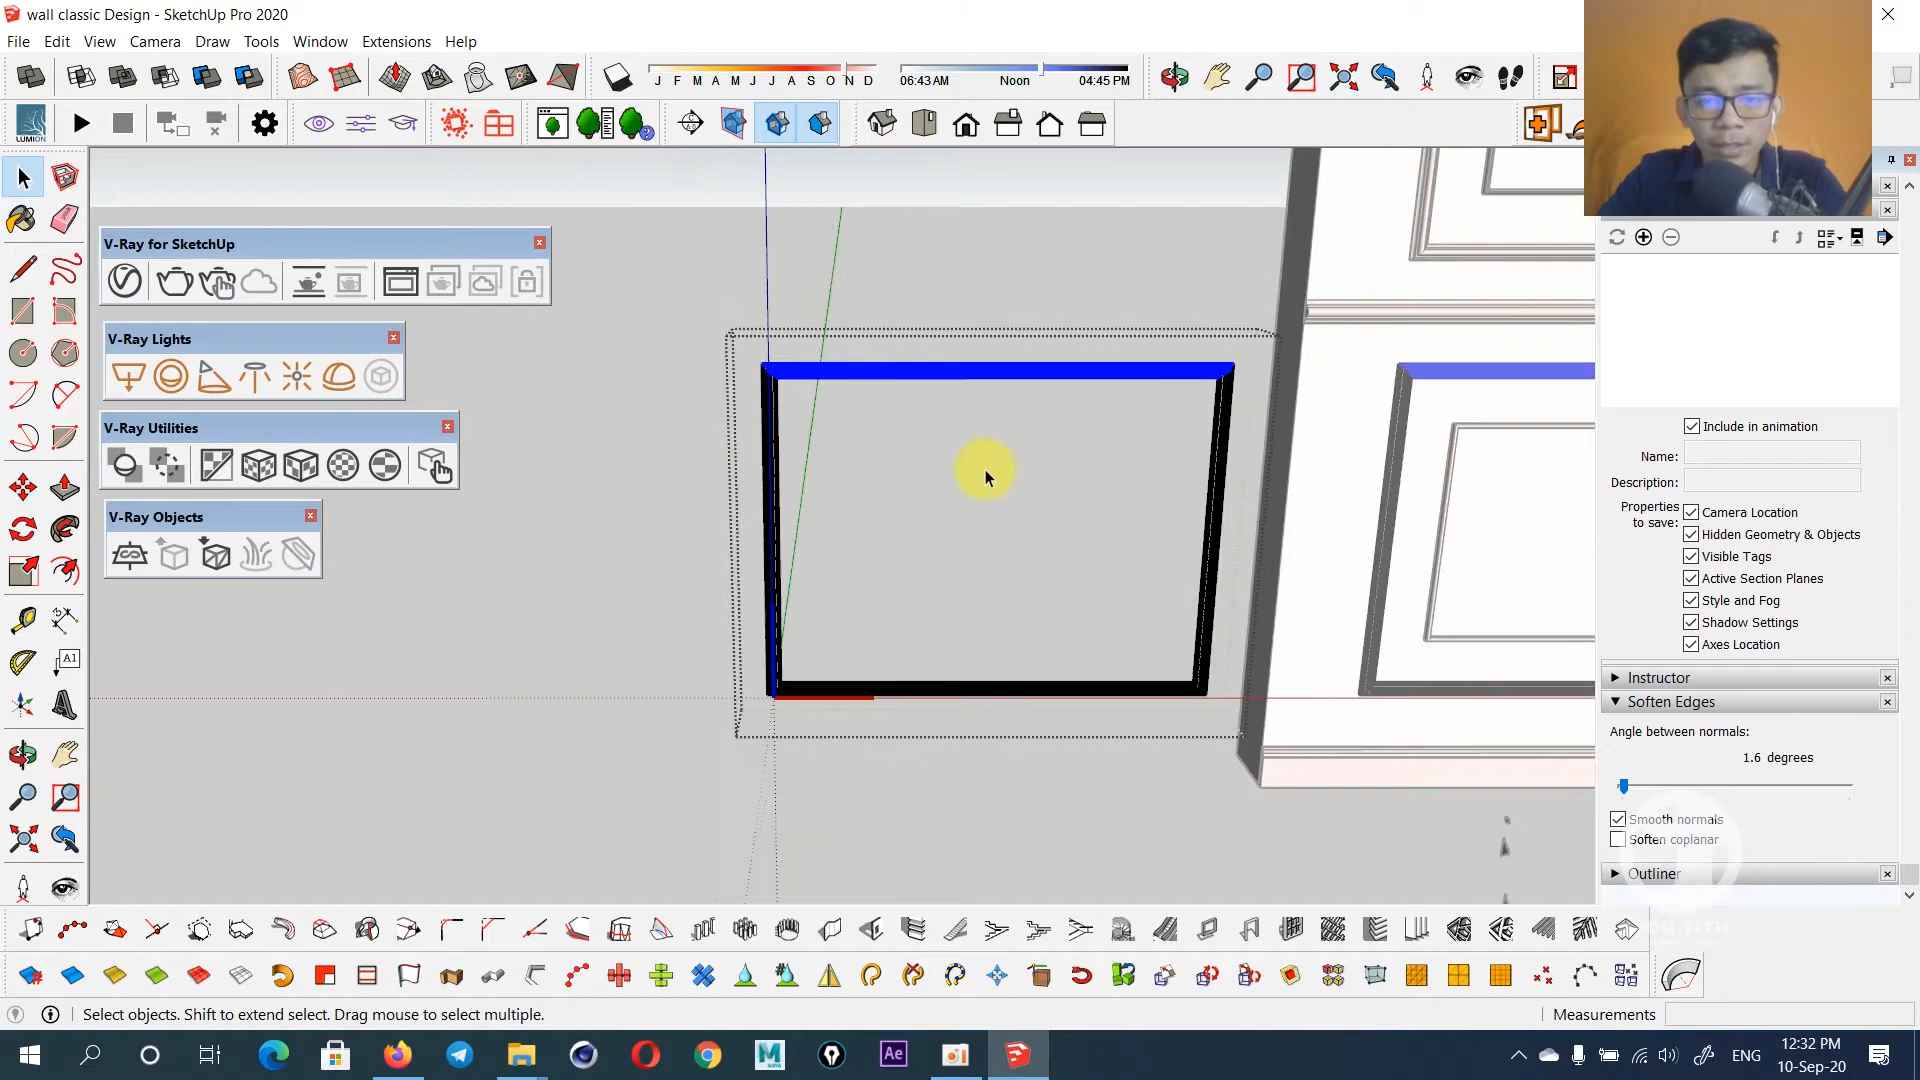 wall classic Design - SketchUp Pro 2020
File Edit View Camera Draw Tools Window Extensions Help
J F M A M J J A S O N D
06:43 AM Noon 04:45 PM
LUMION
V-Ray for SketchUp
V-Ray Lights
V-Ray Utilities
V-Ray Objects
A1
Include in animation
Name:
Description:
Properties
to save:
Camera Location
Hidden Geometry & Objects
Visible Tags
Active Section Planes
Style and Fog
Shadow Settings
Axes Location
Instructor
Soften Edges
Angle between normals:
1.6 degrees
Smooth normals
Soften coplanar
Outliner
Select objects. Shift to extend select. Drag mouse to select multiple.
Measurements
Ae
ENG
12:32 PM
10-Sep-20